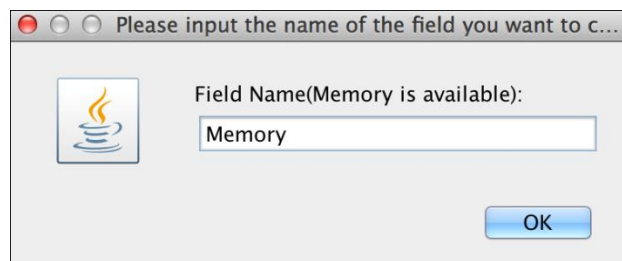 Please input the name of the field you want to c...
Field Name(Memory is available):
Memory
OK